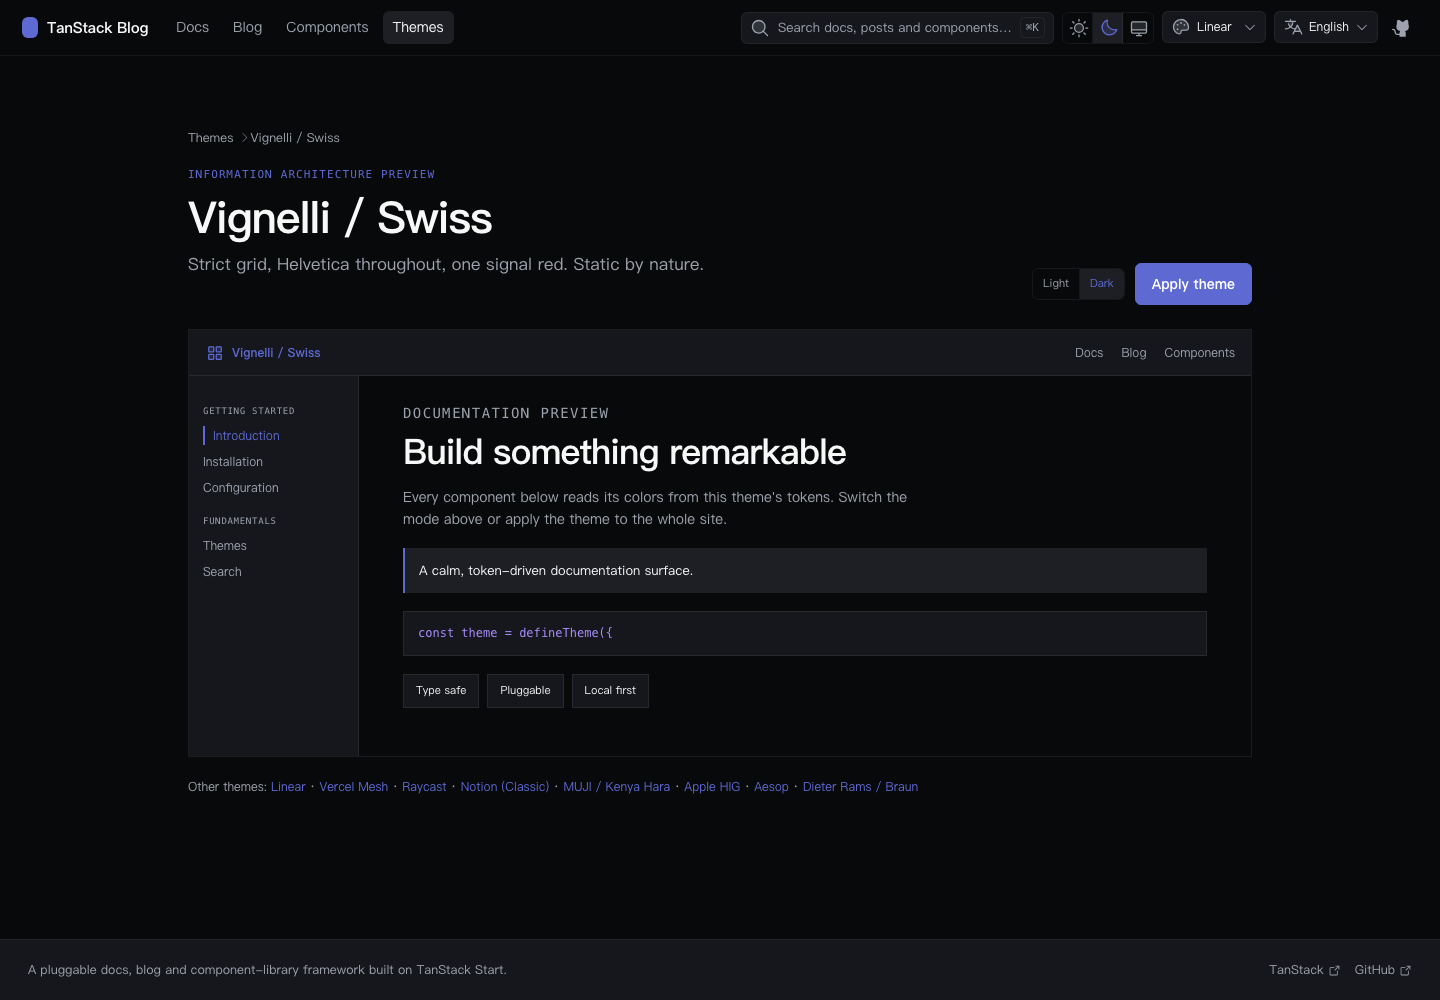 TanStack Blog
Docs
Blog
Components
Themes
Search docs, posts and components...
⌘K
Linear
English
Themes
Vignelli / Swiss
INFORMATION ARCHITECTURE PREVIEW
Vignelli / Swiss
Strict grid, Helvetica throughout, one signal red. Static by nature.
Light
Dark
Apply theme
Vignelli / Swiss
Docs
Blog
Components
GETTING STARTED
Introduction
Installation
Configuration
FUNDAMENTALS
Themes
Search
DOCUMENTATION PREVIEW
Build something remarkable
Every component below reads its colors from this theme's tokens. Switch the
mode above or apply the theme to the whole site.
A calm, token-driven documentation surface.
const theme = defineTheme({
Type safe
Pluggable
Local first
Other themes: Linear · Vercel Mesh · Raycast · Notion (Classic) · MUJI / Kenya Hara · Apple HIG · Aesop · Dieter Rams / Braun
A pluggable docs, blog and component-library framework built on TanStack Start.
TanStack
GitHub